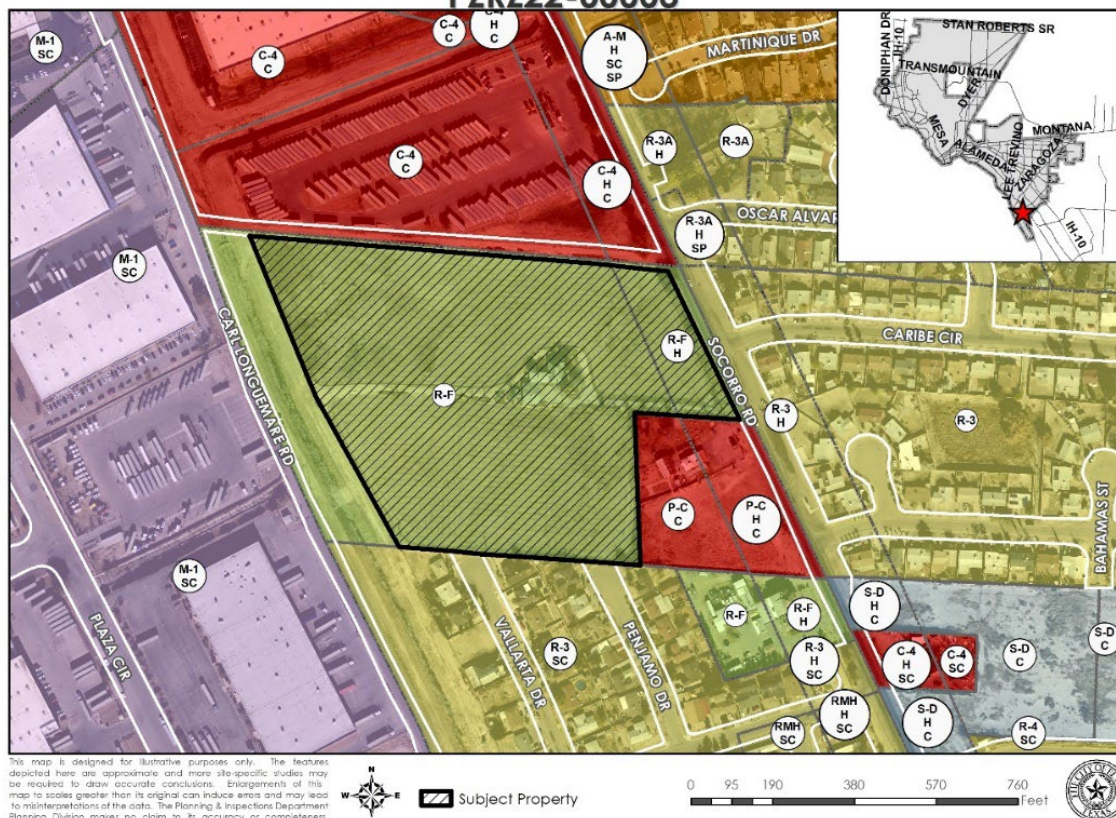 PZRZ22-00008
M-1
SC
C-4
C
C-4
C
C-4
H
C
A-M
H
SC
SP
MARTINIQUE DR
DONIPHAN DR
IH-10
STAN ROBERTS SR
TRANSMOUNTAIN
DYER
MESA
MONTANA
ALAMEDA
LEE TREVINO
ZARAGOZA
IH-10
C-4
C
C-4
H
C
R-3A
H
R-3A
OSCAR ALVAR
R-3A
H
SP
M-1
SC
CARL LONGUEMARE RD
R-F
R-F
H
SOCORRO RD
CARIBE CIR
R-3
H
R-3
BAHAMAS ST
P-C
C
P-C
H
C
M-1
SC
PLAZA CIR
VALLARTA DR
R-3
SC
PENJAMO DR
R-F
R-F
H
R-3
H
SC
RMH
SC
RMH
H
SC
S-D
H
C
C-4
H
SC
C-4
SC
S-D
C
S-D
C
S-D
H
C
R-4
SC
This map is designed for illustrative purposes only. The features
depicted here are approximate and more site-specific studies may
be required to draw accurate conclusions. Enlargements of this
map to scales greater than its original can induce errors and may lead
to misinterpretations of the data. The Planning & Inspections Department
Planning Division makes no claim to its accuracy or completeness.
N
W E
S
Subject Property
0 95 190 380 570 760
Feet